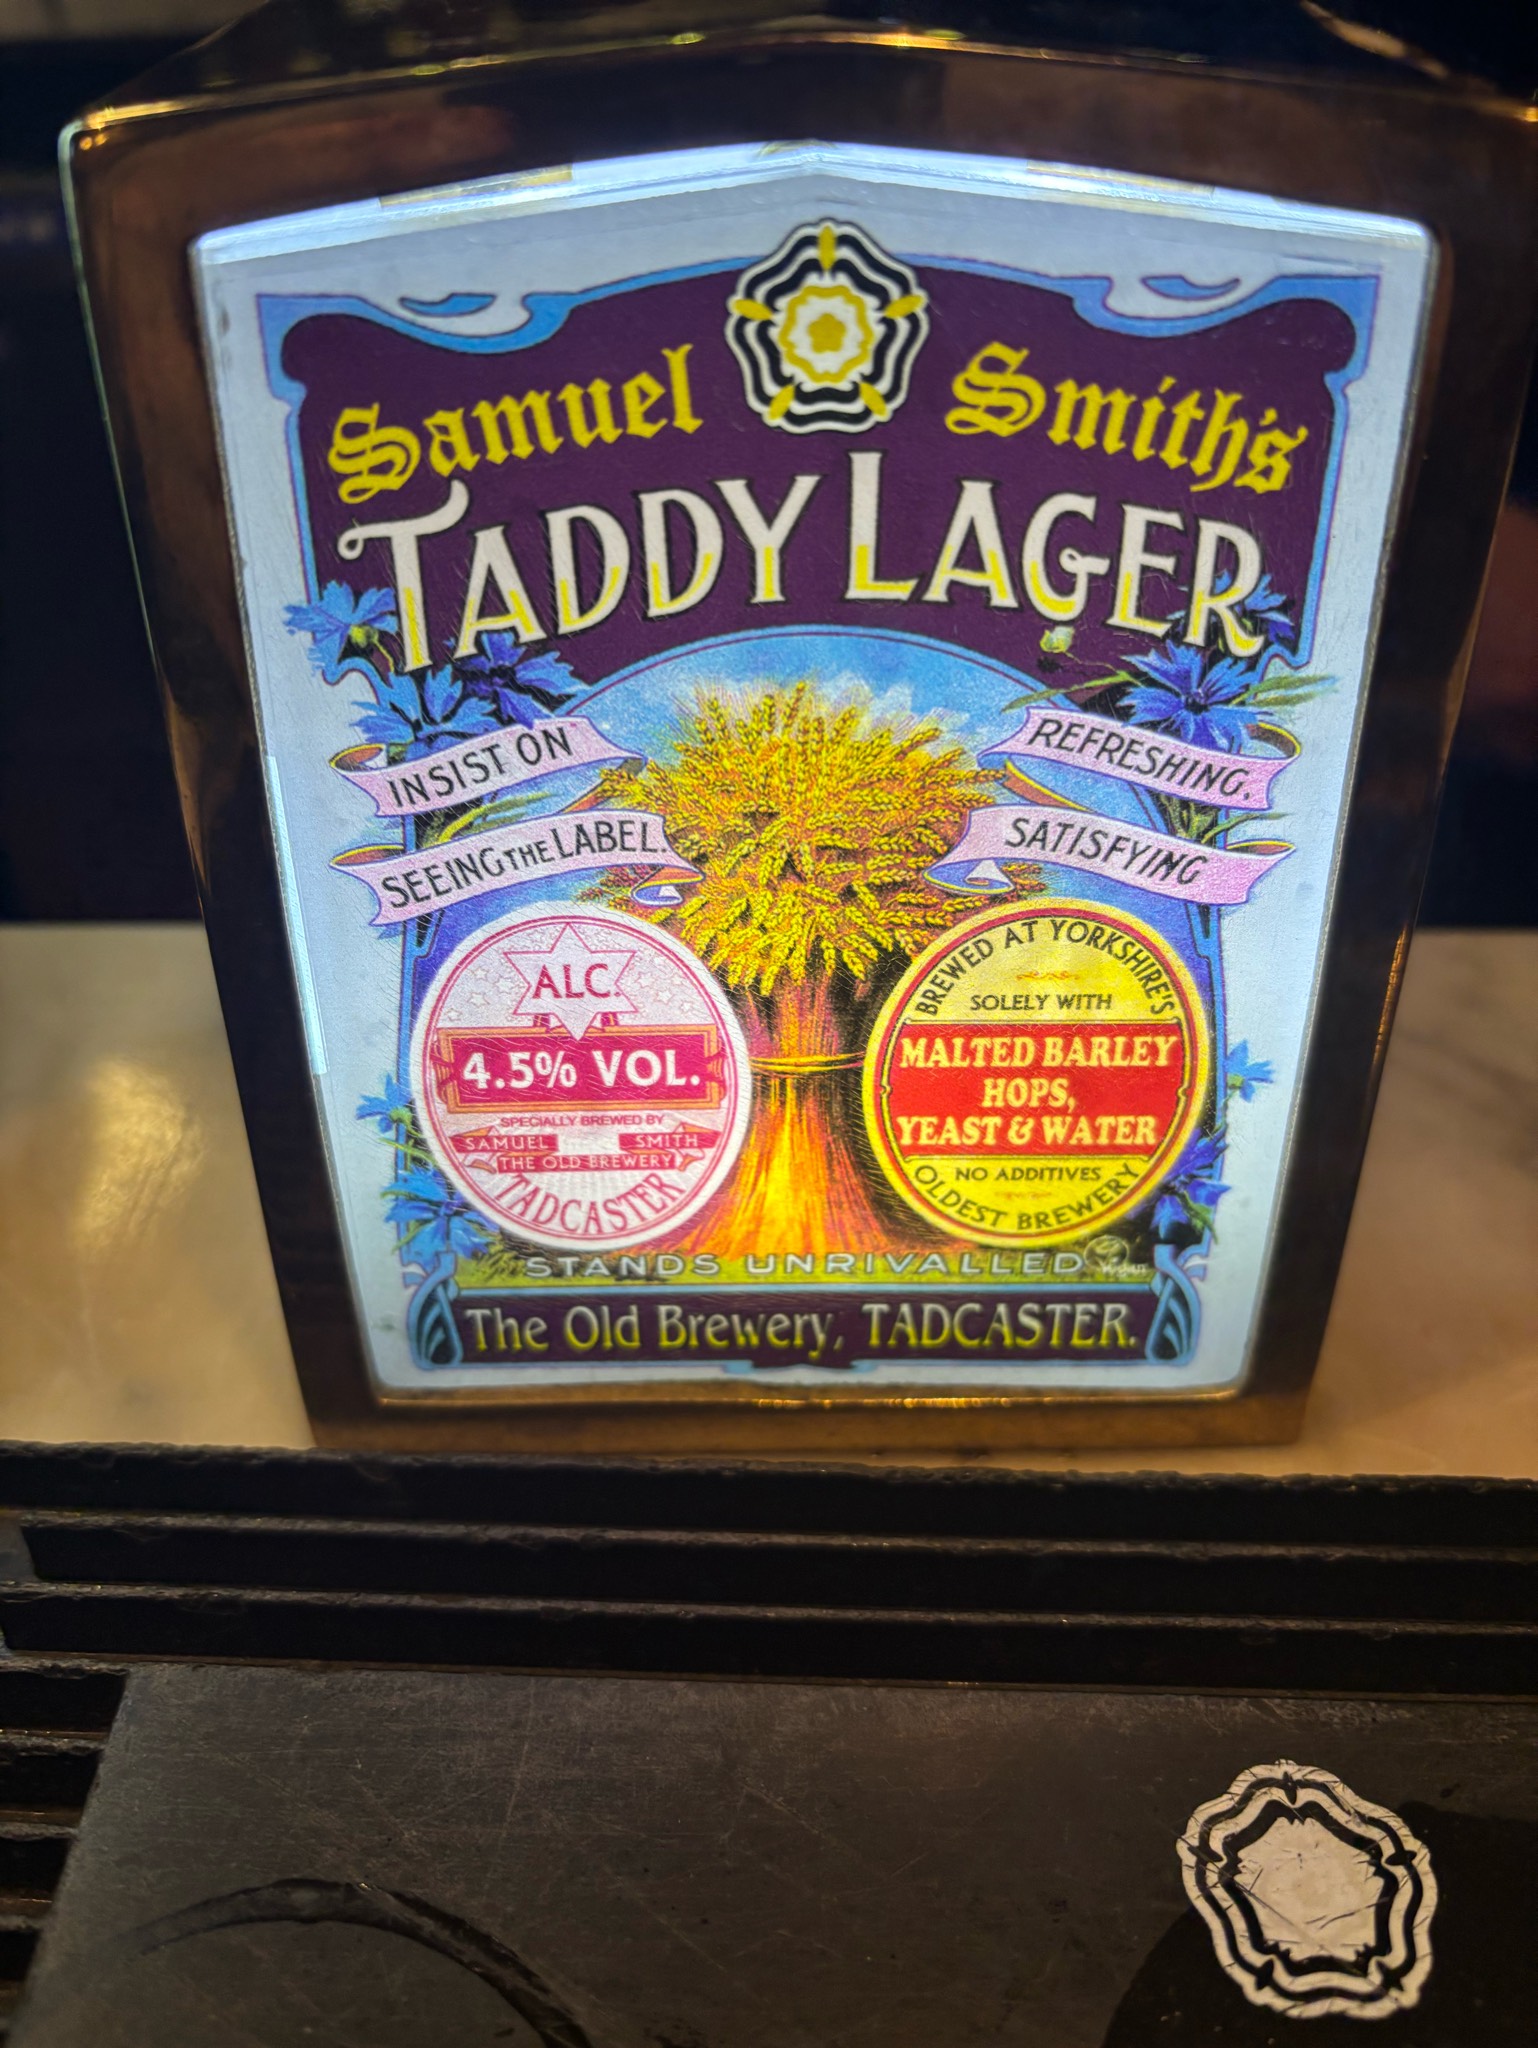 Samuel Smith's
TADDY LAGER
INSIST ON
SEEING THE LABEL.
REFRESHING.
SATISFYING
ALC.
4.5% VOL.
SPECIALLY BREWED BY
SAMUEL SMITH
THE OLD BREWERY
TADCASTER
BREWED AT YORKSHIRE'S
SOLELY WITH
MALTED BARLEY
HOPS,
YEAST & WATER
NO ADDITIVES
OLDEST BREWERY
STANDS UNRIVALLED
Vegan
The Old Brewery, TADCASTER.